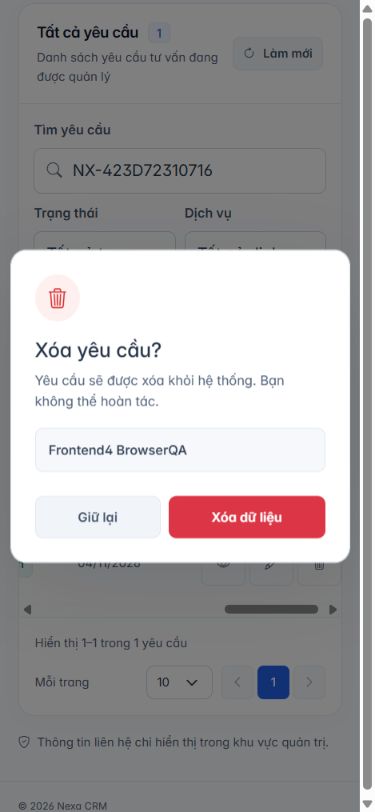 Tất cả yêu cầu 1
Danh sách yêu cầu tư vấn đang
được quản lý
Làm mới
Tìm yêu cầu
NX-423D72310716
Trạng thái
Dịch vụ
Xóa yêu cầu?
Yêu cầu sẽ được xóa khỏi hệ thống. Bạn
không thể hoàn tác.
Frontend4 BrowserQA
Giữ lại
Xóa dữ liệu
Hiển thị 1–1 trong 1 yêu cầu
Mỗi trang
10
1
Thông tin liên hệ chỉ hiển thị trong khu vực quản trị.
© 2026 Nexa CRM